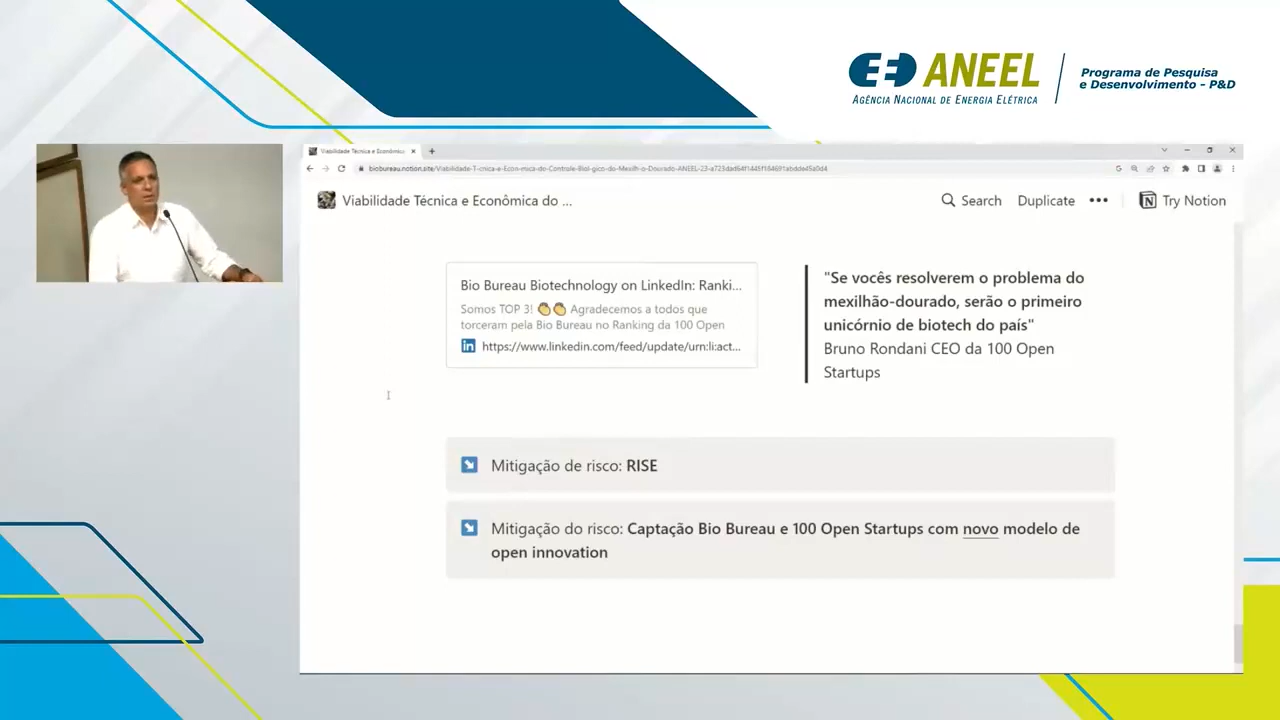 ANEEL
AGÊNCIA NACIONAL DE ENERGIA ELÉTRICA
Programa de Pesquisa
e Desenvolvimento - P&D
Viabilidade Técnica e Econômic
Viabilidade Técnica e Econômica do ...
Search
Duplicate
•••
Try Notion
Bio Bureau Biotechnology on LinkedIn: Ranki...
Somos TOP 3! 👏👏 Agradecemos a todos que
torceram pela Bio Bureau no Ranking da 100 Open
https://www.linkedin.com/feed/update/urn:li:act...
"Se vocês resolverem o problema do
mexilhão-dourado, serão o primeiro
unicórnio de biotech do país"
Bruno Rondani CEO da 100 Open
Startups
Mitigação de risco: RISE
Mitigação do risco: Captação Bio Bureau e 100 Open Startups com novo modelo de
open innovation